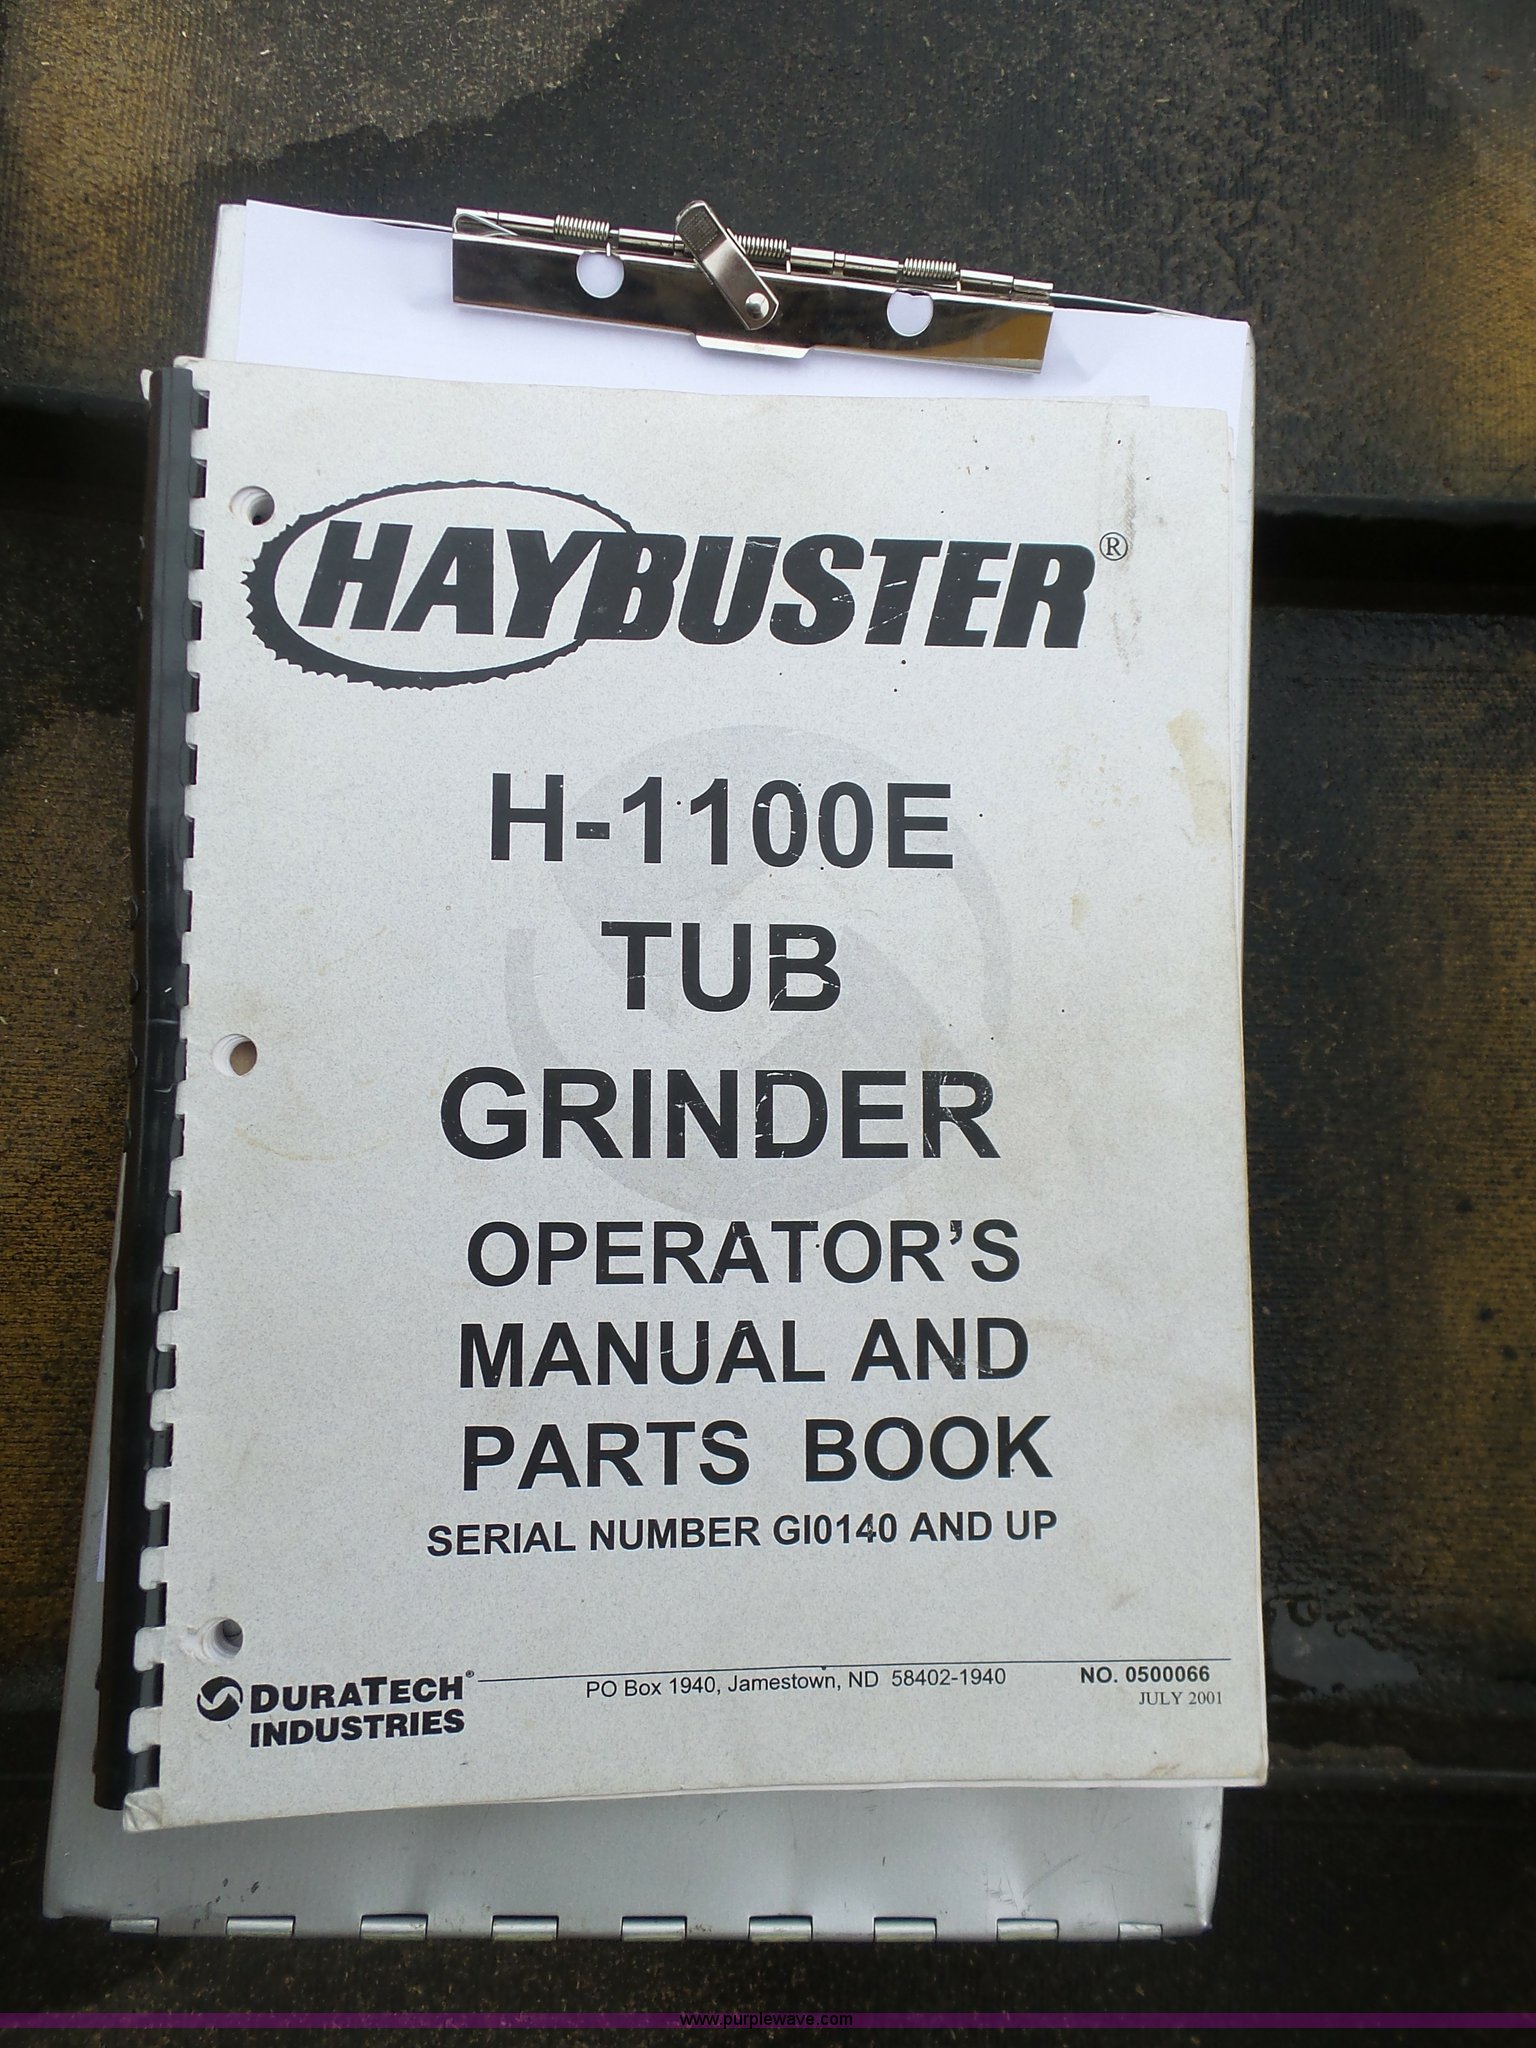 HAYBUSTER®
H-1100E
TUB
GRINDER
OPERATOR'S
MANUAL AND
PARTS BOOK
SERIAL NUMBER GI0140 AND UP
DURATECH® INDUSTRIES
PO Box 1940, Jamestown, ND 58402-1940
NO. 0500066
JULY 2001
www.purplewave.com